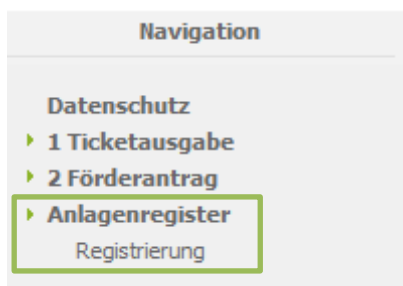 Navigation
Datenschutz
1 Ticketausgabe
2 Förderantrag
Anlagenregister
Registrierung